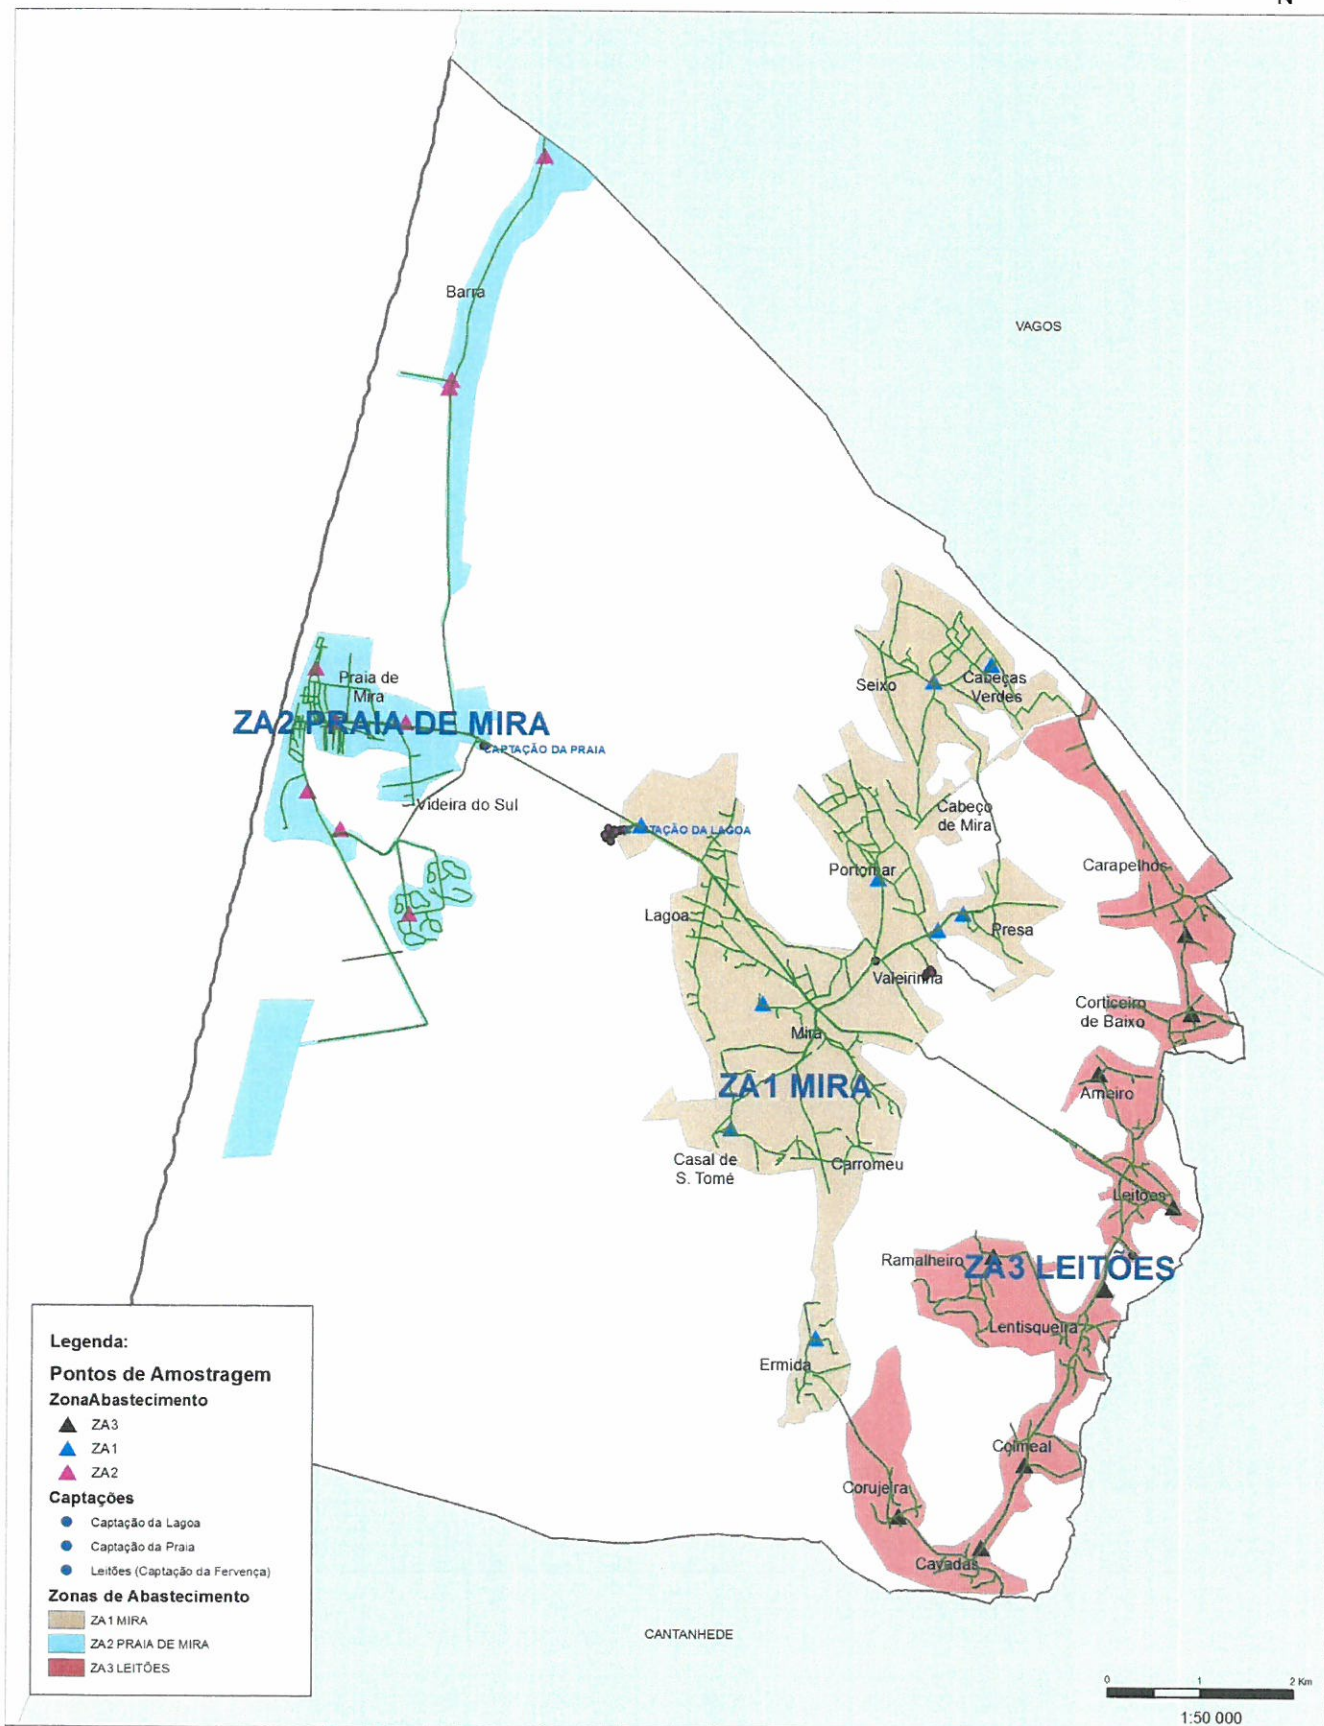 N
Barra
VAGOS
Praia de
Mira
ZA2 PRAIA DE MIRA
CAPTAÇÃO DA PRAIA
Videira do Sul
Seixo
Cabeças
Verdes
Cabeço
de Mira
TAÇÃO DA LAGOA
Portomar
Carapelhos
Lagoa
Presa
Valeirinha
Corticeiro
de Baixo
Mira
ZA1 MIRA
Ameiro
Casal de
S. Tomé
Carromeu
Leitões
Ramalheiro
ZA3 LEITÕES
Lentisqueira
Ermida
Colmeal
Corujeira
Cavadas
CANTANHEDE
Legenda:
Pontos de Amostragem
ZonaAbastecimento
ZA3
ZA1
ZA2
Captações
Captação da Lagoa
Captação da Praia
Leitões (Captação da Fervença)
Zonas de Abastecimento
ZA1 MIRA
ZA2 PRAIA DE MIRA
ZA3 LEITÕES
0 1 2 Km
1:50 000